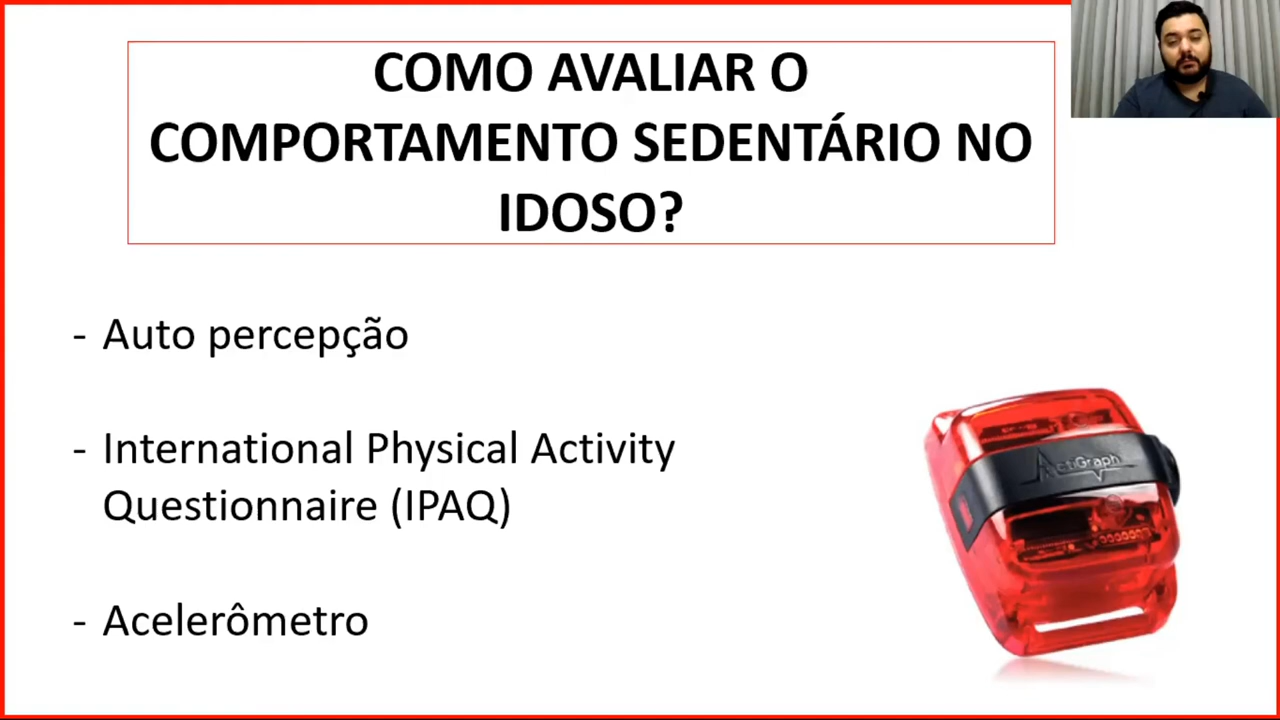 COMO AVALIAR O
COMPORTAMENTO SEDENTÁRIO NO
IDOSO?
- Auto percepção
- International Physical Activity
Questionnaire (IPAQ)
- Acelerômetro
ActiGraph